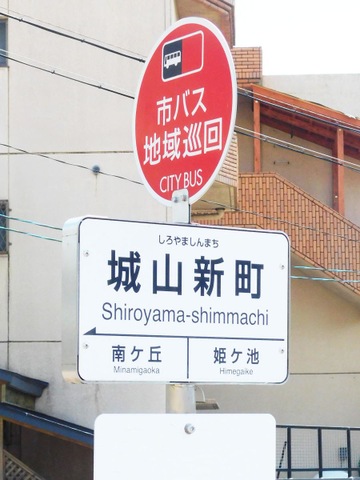 市バス
地域巡回
CITY BUS
しろやましんまち
城山新町
Shiroyama-shimmachi
南ケ丘 姫ケ池
Minamigaoka Himegaike